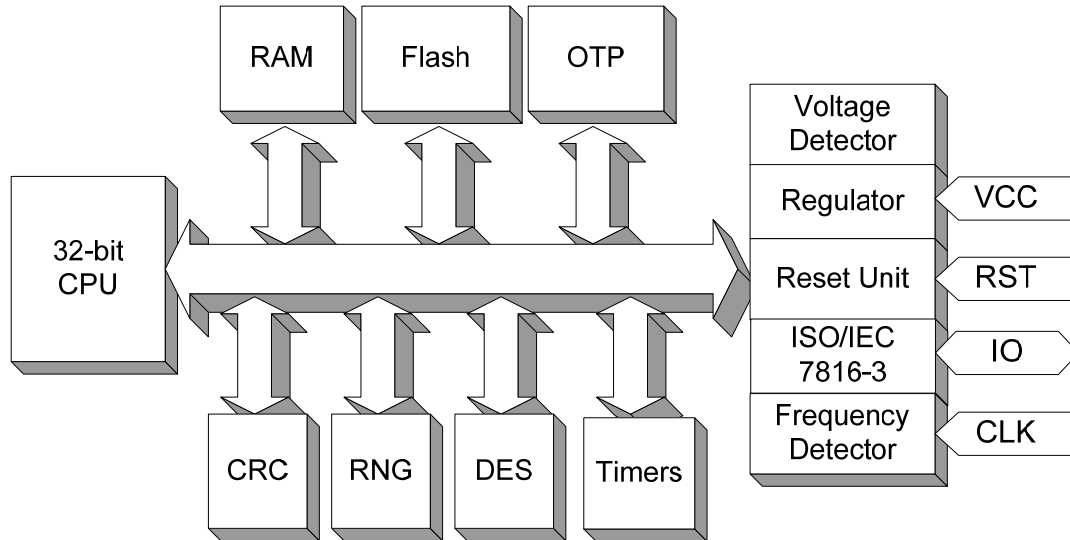 RAM
Flash
OTP
32-bit
CPU
Voltage
Detector
Regulator
Reset Unit
ISO/IEC
7816-3
Frequency
Detector
VCC
RST
IO
CLK
CRC
RNG
DES
Timers